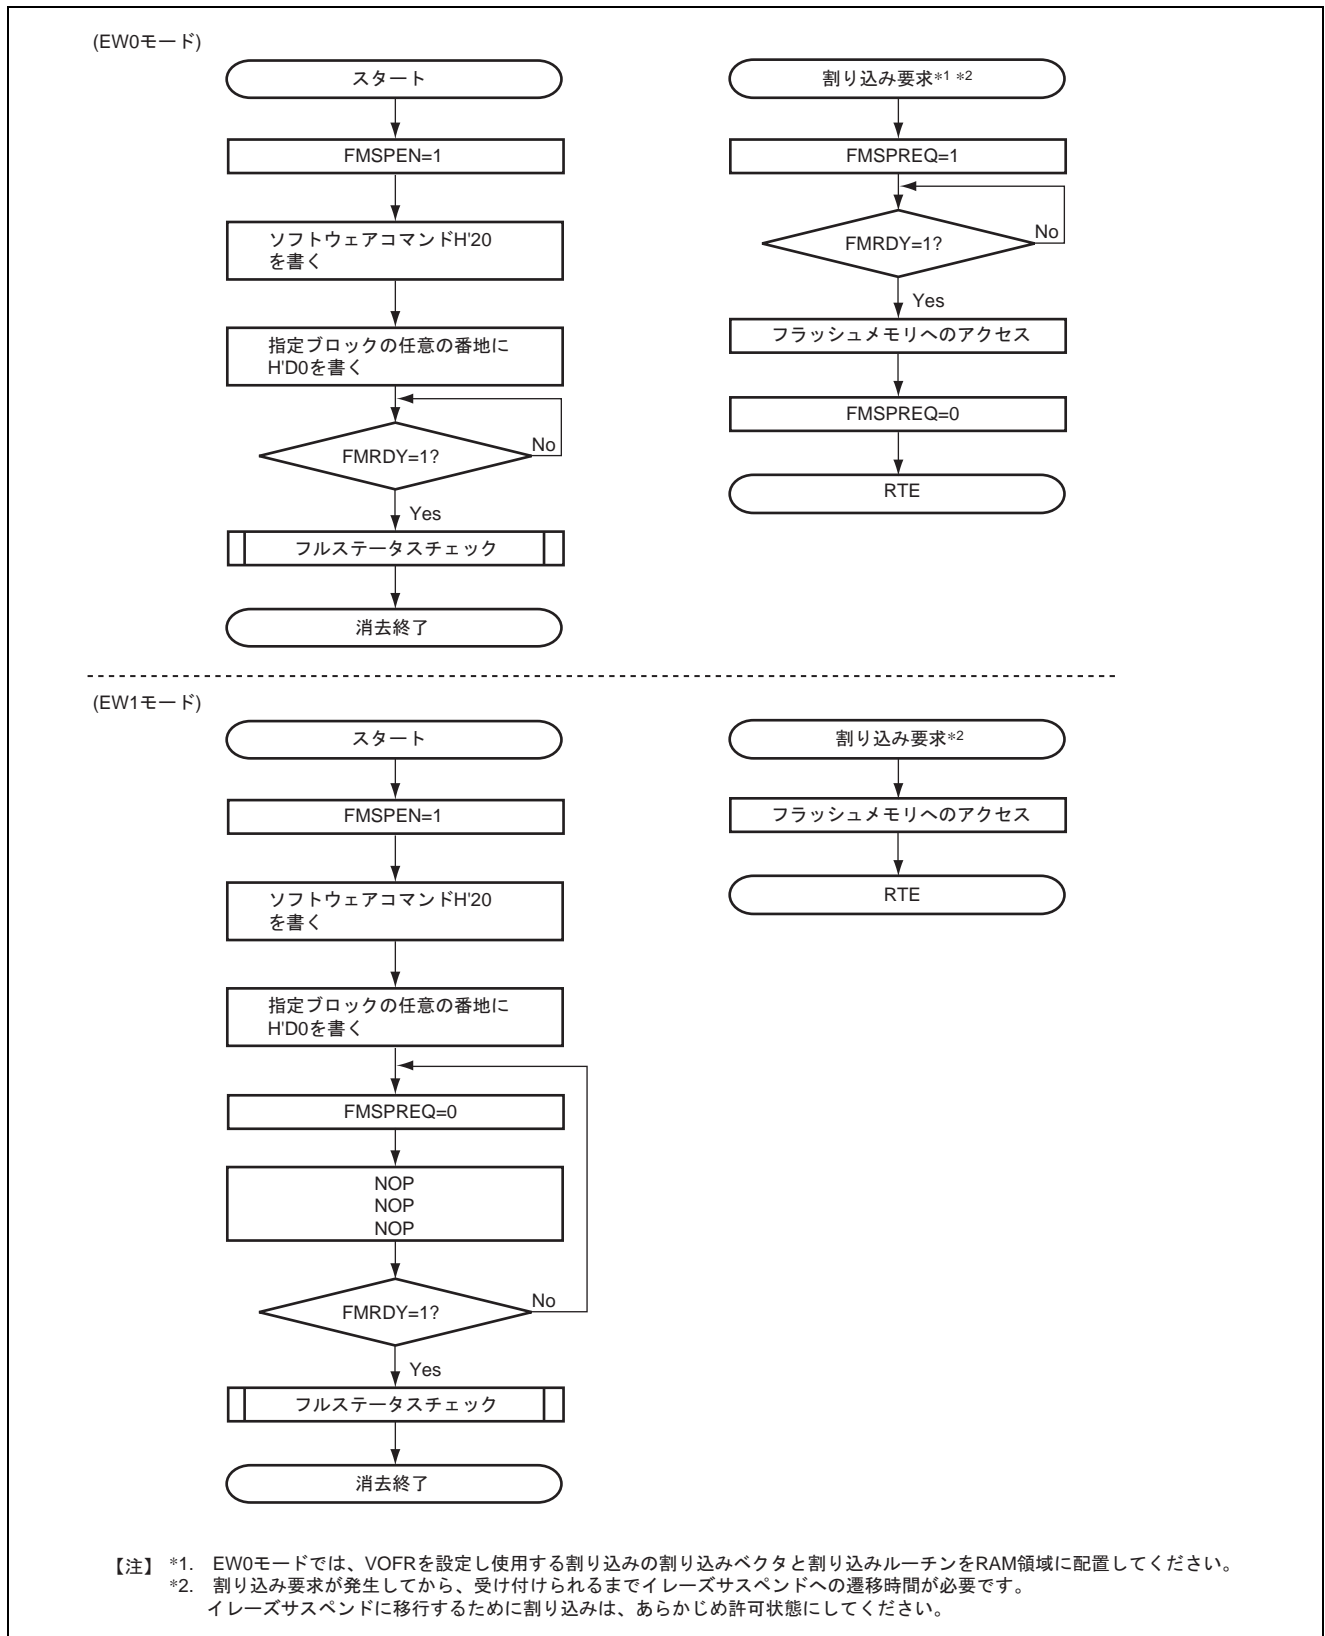 (EW0モード)
スタート
FMSPEN=1
ソフトウェアコマンドH'20
を書く
指定ブロックの任意の番地に
H'D0を書く
FMRDY=1?
No
Yes
フルステータスチェック
消去終了
割り込み要求*1 *2
FMSPREQ=1
FMRDY=1?
No
Yes
フラッシュメモリへのアクセス
FMSPREQ=0
RTE
(EW1モード)
スタート
FMSPEN=1
ソフトウェアコマンドH'20
を書く
指定ブロックの任意の番地に
H'D0を書く
FMSPREQ=0
NOP
NOP
NOP
FMRDY=1?
No
Yes
フルステータスチェック
消去終了
割り込み要求*2
フラッシュメモリへのアクセス
RTE
【注】 *1. EW0モードでは、VOFRを設定し使用する割り込みの割り込みベクタと割り込みルーチンをRAM領域に配置してください。
*2. 割り込み要求が発生してから、受け付けられるまでイレーズサスペンドへの遷移時間が必要です。
イレーズサスペンドに移行するために割り込みは、あらかじめ許可状態にしてください。